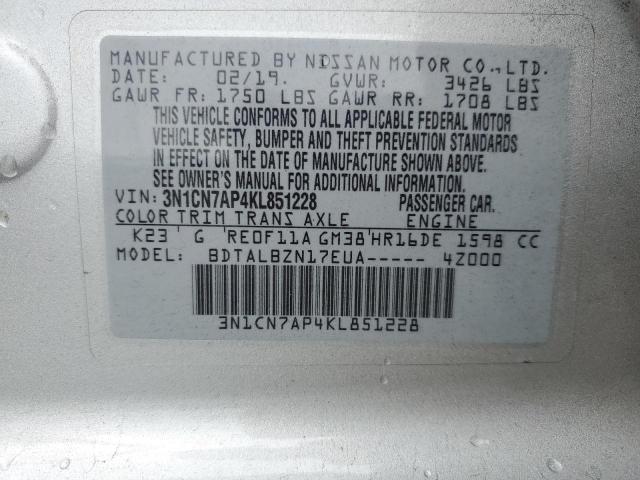 MANUFACTURED BY NISSAN MOTOR CO., LTD.
DATE: 02/19. GVWR: 3426 LBS
GAWR FR: 1750 LBS GAWR RR: 1708 LBS
THIS VEHICLE CONFORMS TO ALL APPLICABLE FEDERAL MOTOR
VEHICLE SAFETY, BUMPER AND THEFT PREVENTION STANDARDS
IN EFFECT ON THE DATE OF MANUFACTURE SHOWN ABOVE.
SEE OWNER'S MANUAL FOR ADDITIONAL INFORMATION.
VIN: 3N1CN7AP4KL851228 PASSENGER CAR.
COLOR TRIM TRANS AXLE ENGINE
K23 G RE0F11A GM38 HR16DE 1598 CC
MODEL: BDTALBZN17EUA----- 4Z000
3N1CN7AP4KL851228